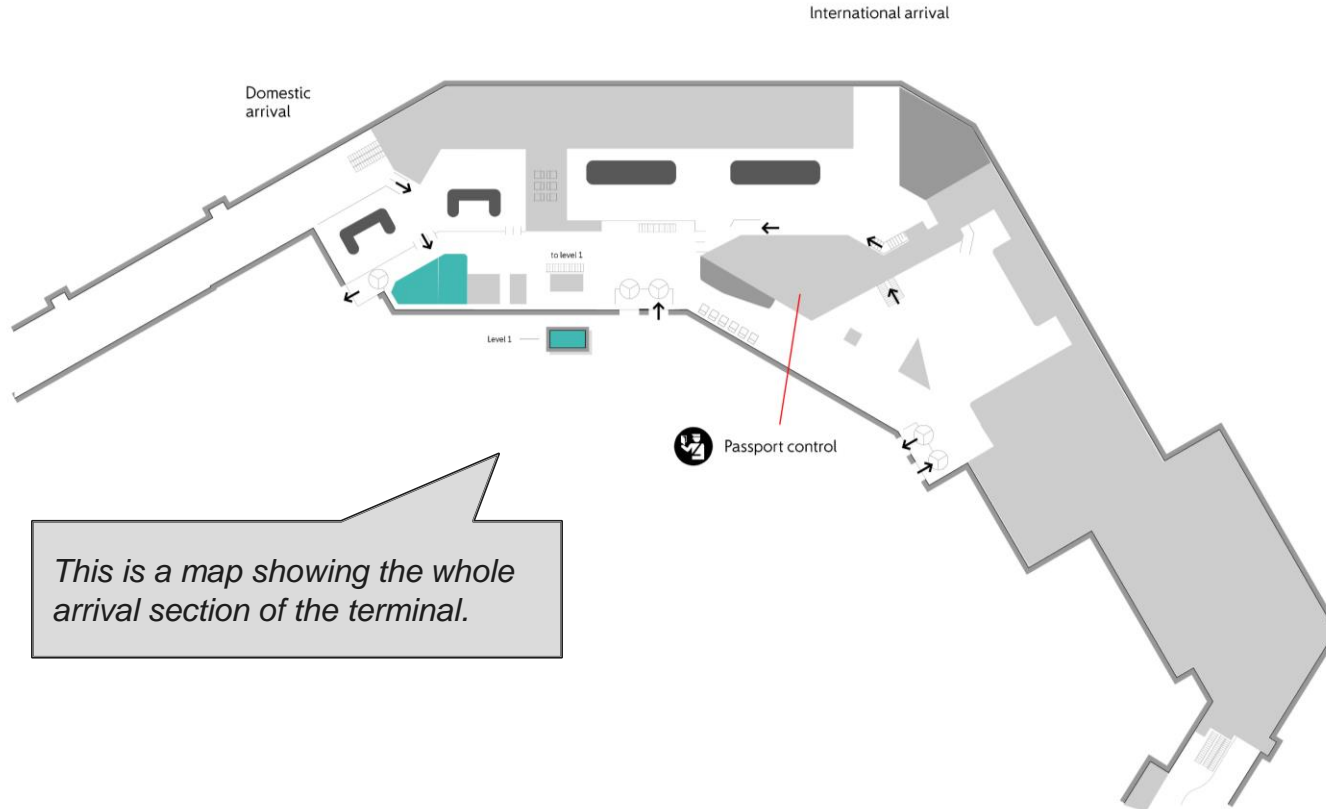 International arrival
Domestic
arrival
to level 1
Level 1
Passport control
This is a map showing the whole
arrival section of the terminal.